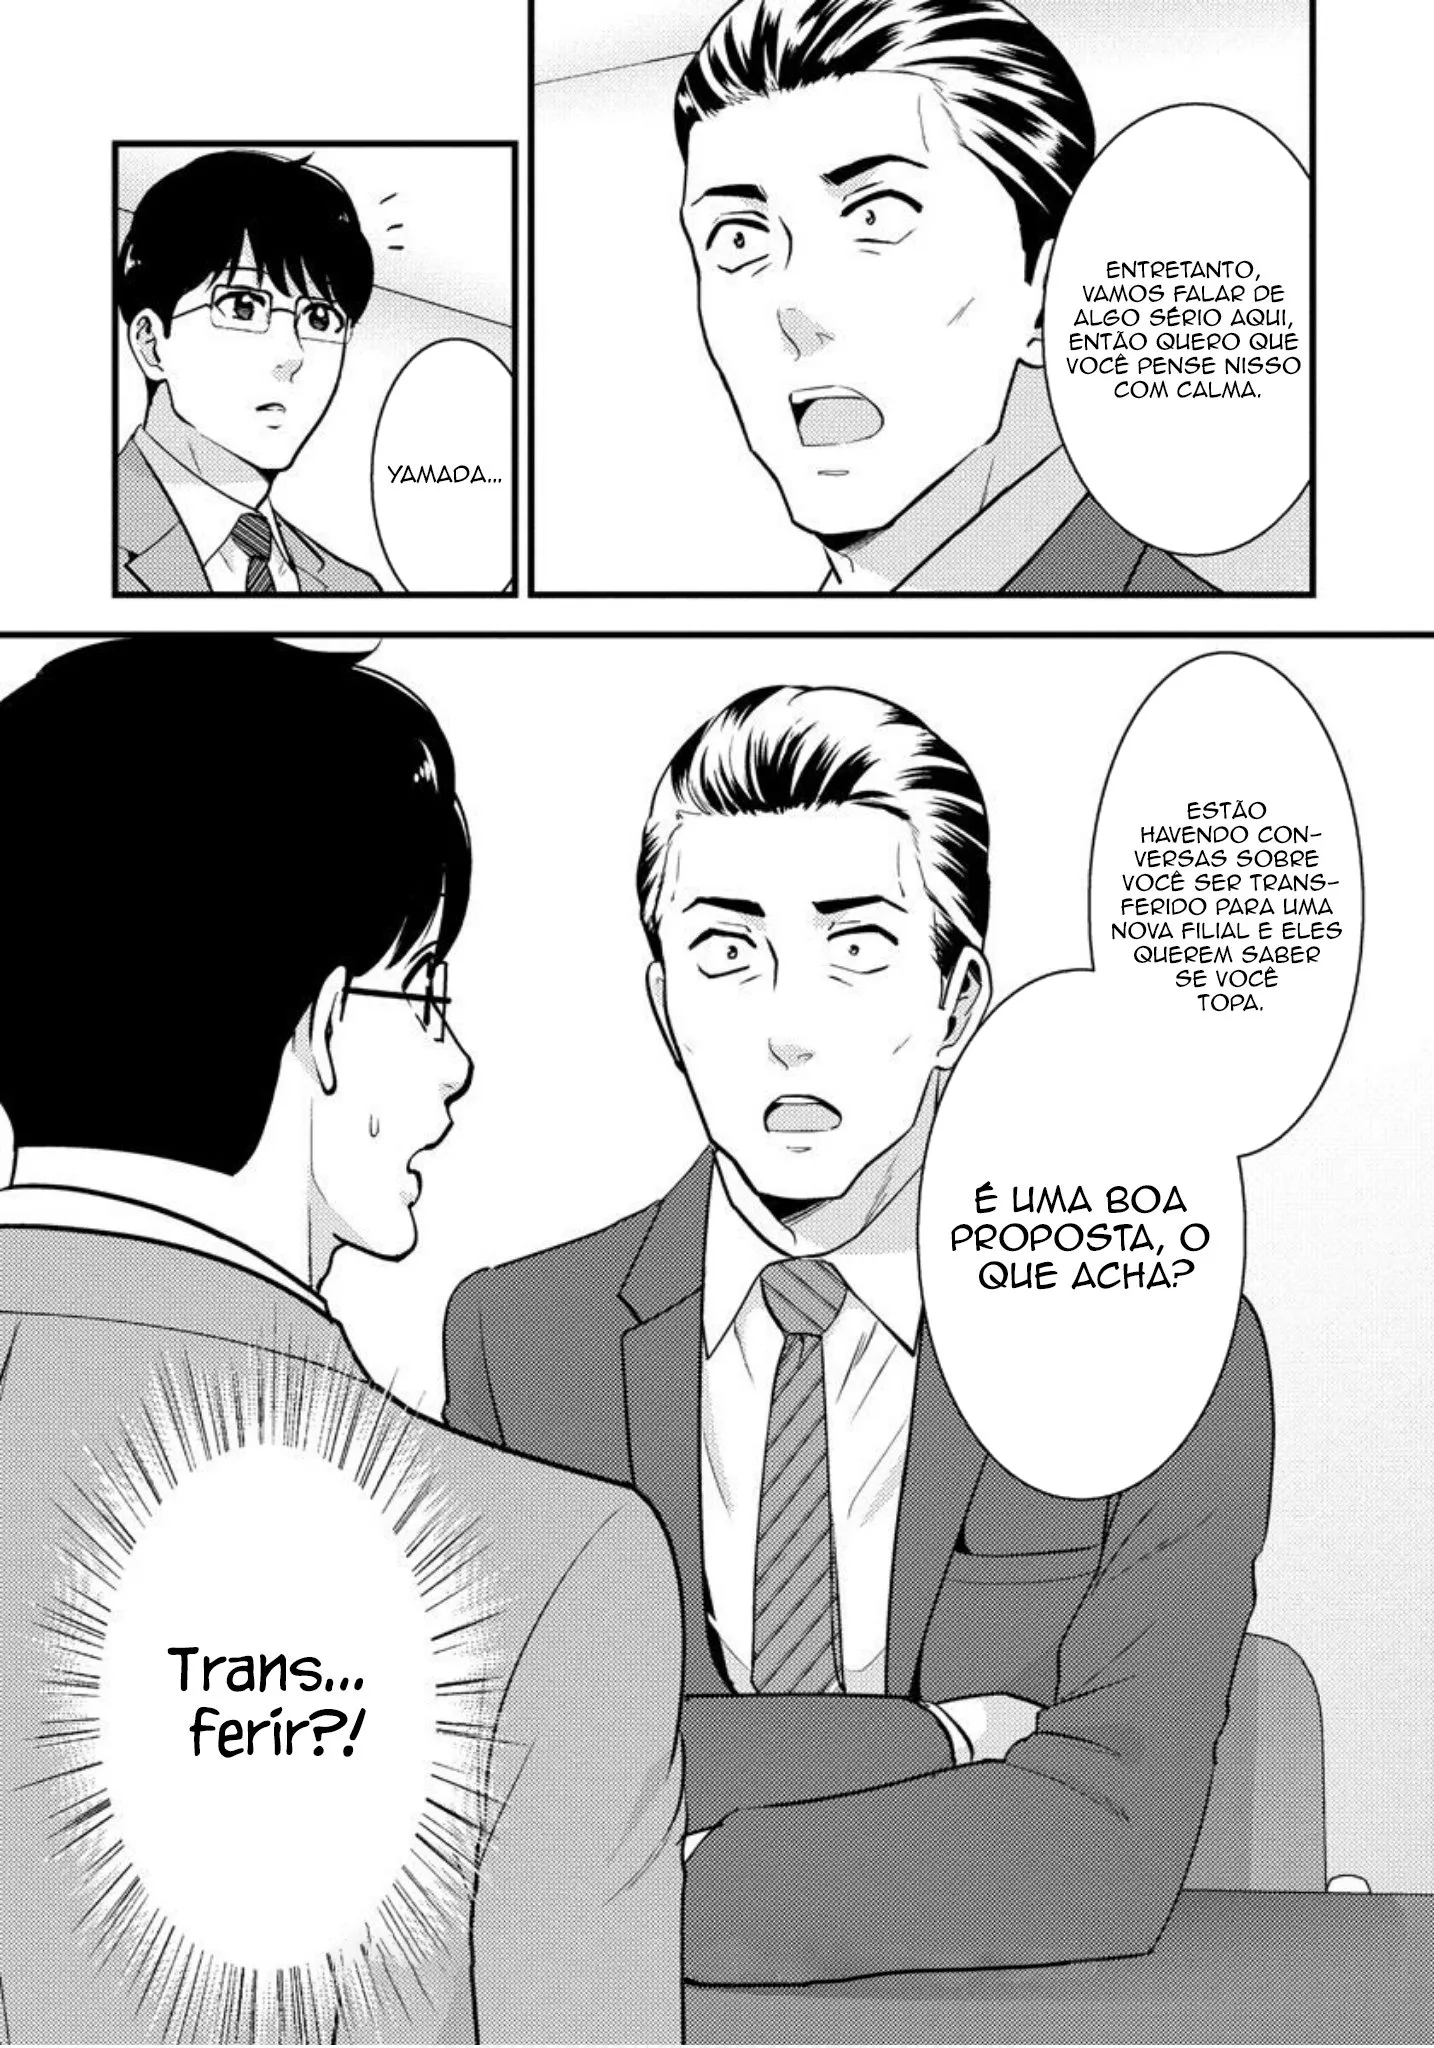 ENTRETANTO,
VAMOS FALAR DE
ALGO SÉRIO AQUI,
ENTÃO QUERO QUE
VOCÊ PENSE NISSO
COM CALMA.
YAMADA...
ESTÃO
HAVENDO CON-
VERSAS SOBRE
VOCÊ SER TRANS-
FERIDO PARA UMA
NOVA FILIAL E ELES
QUEREM SABER
SE VOCÊ
TOPA.
É UMA BOA
PROPOSTA, O
QUE ACHA?
Trans...
ferir?!